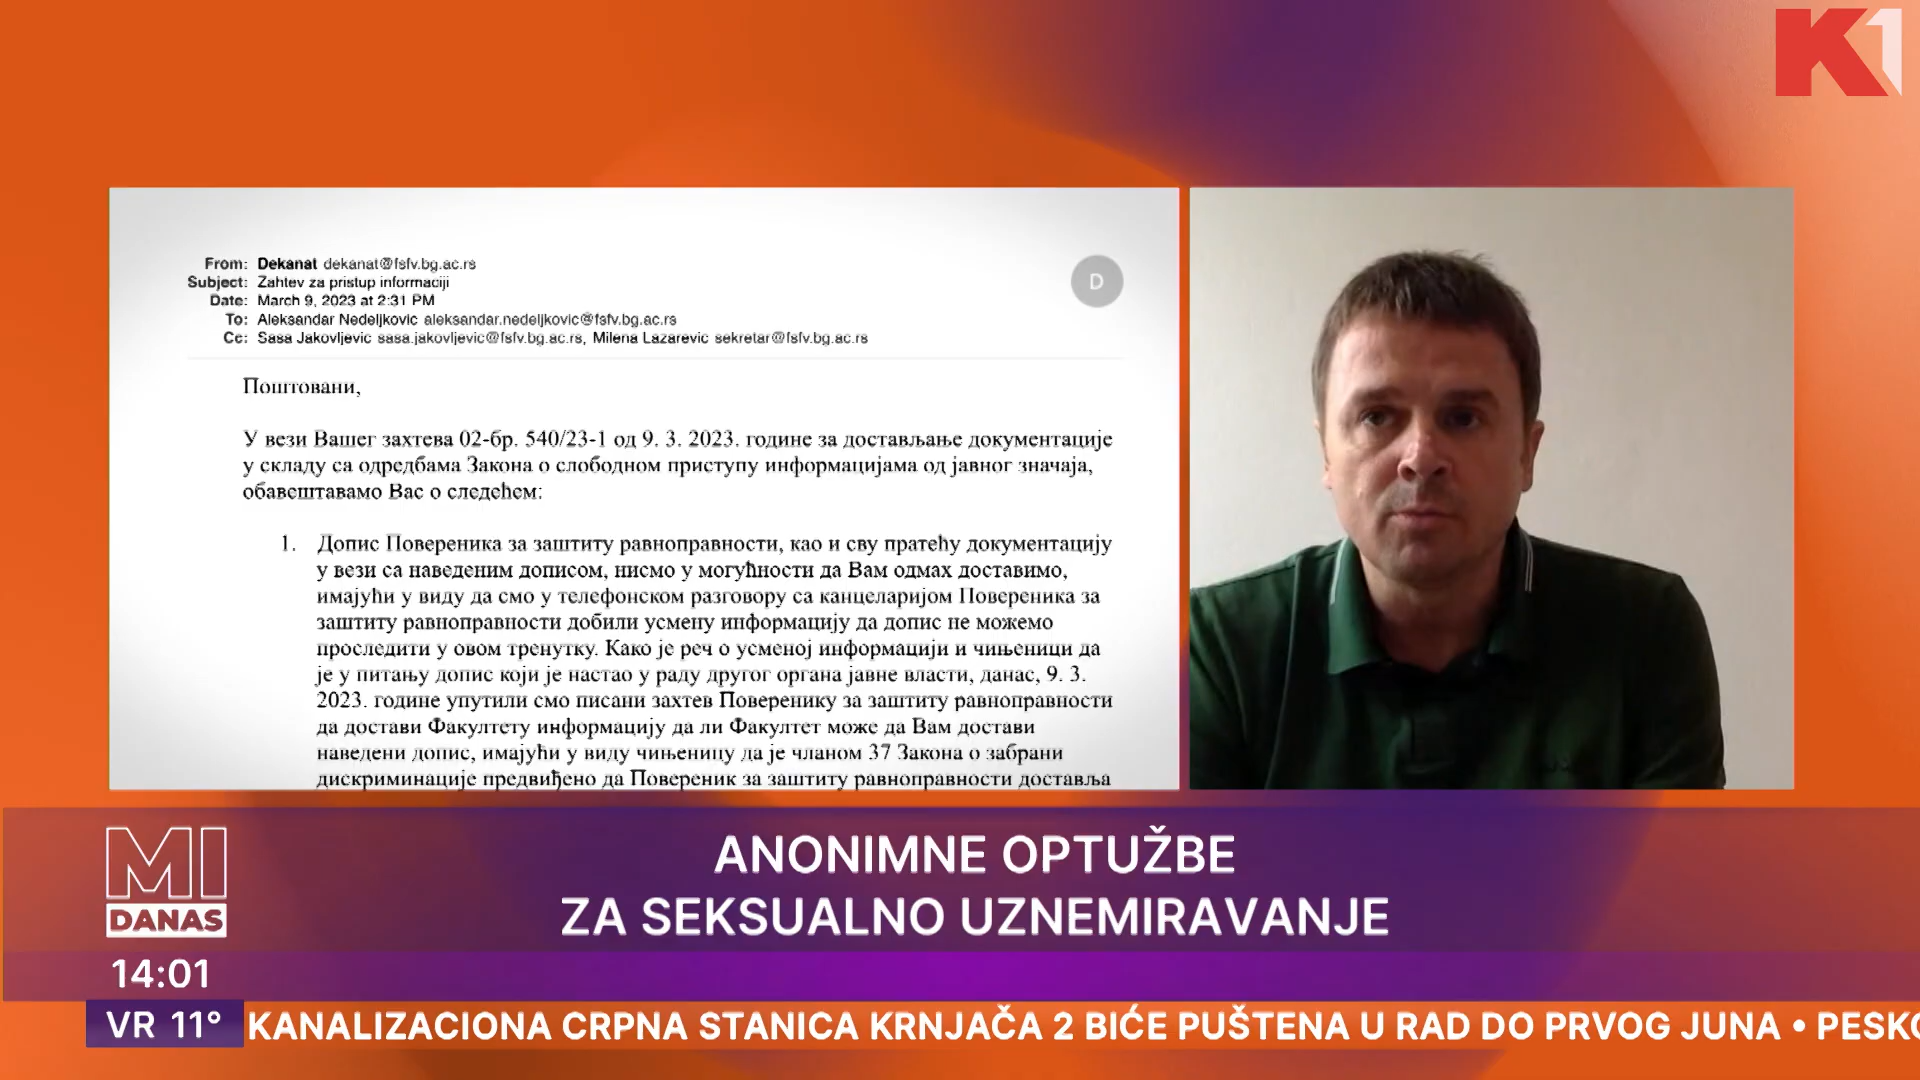 K1
From: Dekanat dekanat@fsfv.bg.ac.rs
Subject: Zahtev za pristup informaciji
Date: March 9, 2023 at 2:31 PM
To: Aleksandar Nedeljkovic aleksandar.nedeljkovic@fsfv.bg.ac.rs
Cc: Sasa Jakovljevic sasa.jakovljevic@fsfv.bg.ac.rs, Milena Lazarevic sekretar@fsfv.bg.ac.rs
D
Поштовани,
У вези Вашег захтева 02-бр. 540/23-1 од 9. 3. 2023. године за достављање документације
у складу са одредбама Закона о слободном приступу информацијама од јавног значаја,
обавештавамо Вас о следећем:
1. Допис Повереника за заштиту равноправности, као и сву пратећу документацију
у вези са наведеним дописом, нисмо у могућности да Вам одмах доставимо,
имајући у виду да смо у телефонском разговору са канцеларијом Повереника за
заштиту равноправности добили усмену информацију да допис не можемо
проследити у овом тренутку. Како је реч о усменој информацији и чињеници да
је у питању допис који је настао у раду другог органа јавне власти, данас, 9. 3.
2023. године упутили смо писани захтев Поверенику за заштиту равноправности
да достави Факултету информацију да ли Факултет може да Вам достави
наведени допис, имајући у виду чињеницу да је чланом 37 Закона о забрани
дискриминације предвиђено да Повереник за заштиту равноправности доставља
MI
DANAS
ANONIMNE OPTUŽBE
ZA SEKSUALNO UZNEMIRAVANJE
14:01
VR 11° KANALIZACIONA CRPNA STANICA KRNJAČA 2 BIĆE PUŠTENA U RAD DO PRVOG JUNA • PESKO